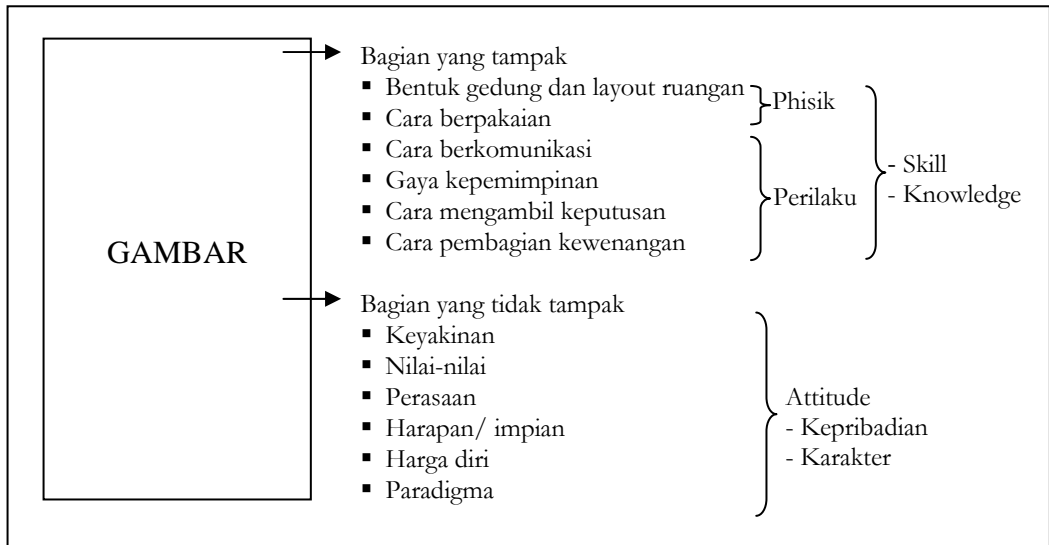 GAMBAR
Bagian yang tampak
▪ Bentuk gedung dan layout ruangan
▪ Cara berpakaian
▪ Cara berkomunikasi
▪ Gaya kepemimpinan
▪ Cara mengambil keputusan
▪ Cara pembagian kewenangan
Phisik
Perilaku
- Skill
- Knowledge
Bagian yang tidak tampak
▪ Keyakinan
▪ Nilai-nilai
▪ Perasaan
▪ Harapan/ impian
▪ Harga diri
▪ Paradigma
Attitude
- Kepribadian
- Karakter